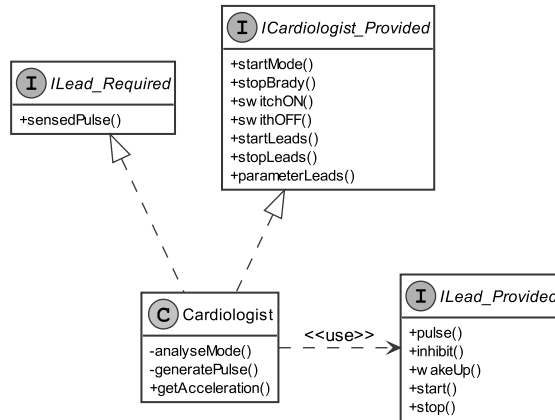 I ICardiologist_Provided
+startMode()
+stopBrady()
+switchON()
+swithOFF()
+startLeads()
+stopLeads()
+parameterLeads()
I ILead_Required
+sensedPulse()
C Cardiologist
-analyseMode()
-generatePulse()
+getAcceleration()
<<use>>
I ILead_Provided
+pulse()
+inhibit()
+wakeUp()
+start()
+stop()